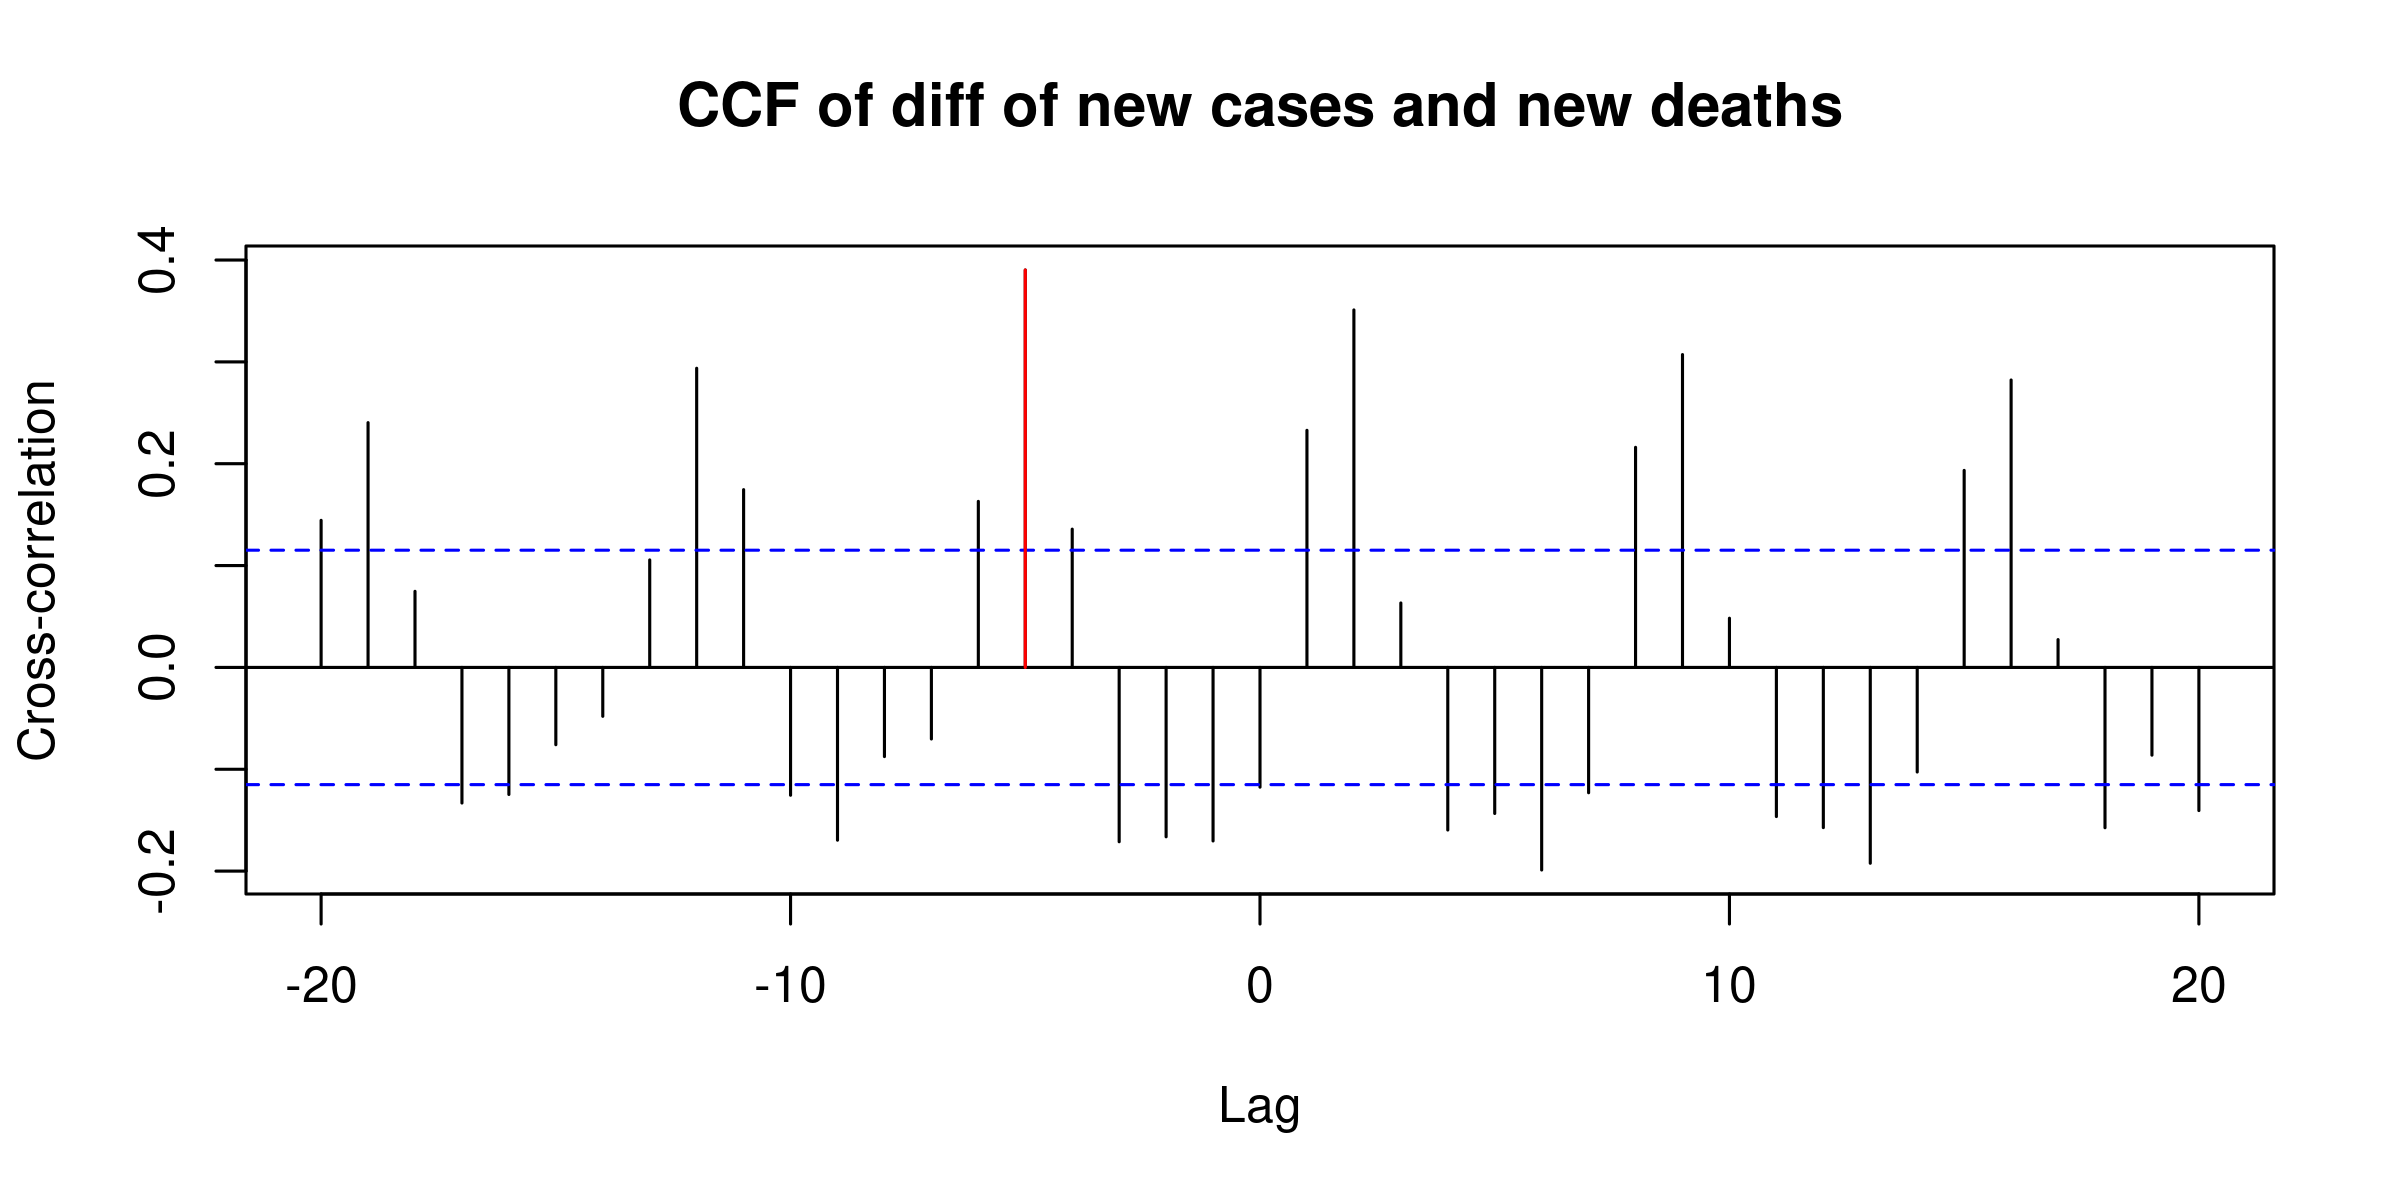 CCF of diff of new cases and new deaths
Cross-correlation
0.4
0.2
0.0
-0.2
-20 -10 0 10 20
Lag